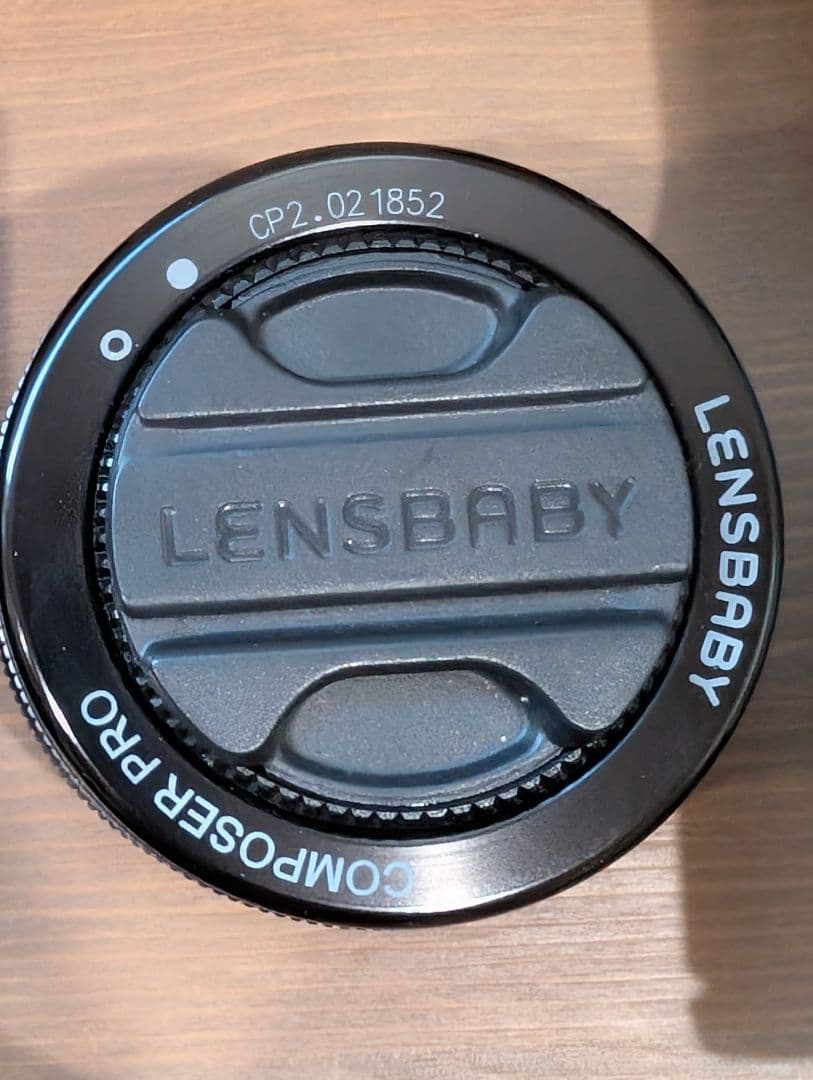 CP2.021852
LENSBABY
LENSBABY
COMPOSER PRO